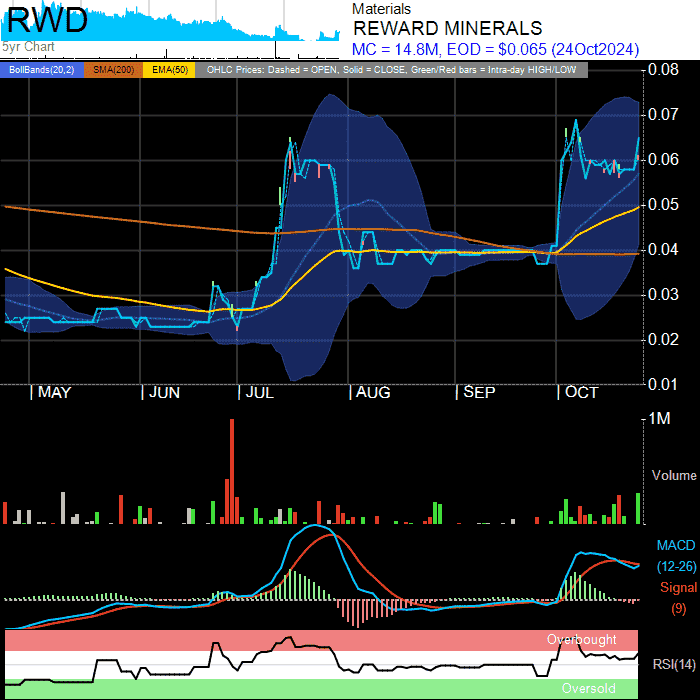 RWD
5yr Chart
Materials
REWARD MINERALS
MC = 14.8M, EOD = $0.065 (24Oct2024)
BollBands(20,2) SMA(200) EMA(50) OHLC Prices: Dashed = OPEN, Solid = CLOSE, Green/Red bars = Intra-day HIGH/LOW
0.08
0.07
0.06
0.05
0.04
0.03
0.02
0.01
MAY JUN JUL AUG SEP OCT
1M
Volume
MACD
(12-26)
Signal
(9)
Overbought
RSI(14)
Oversold